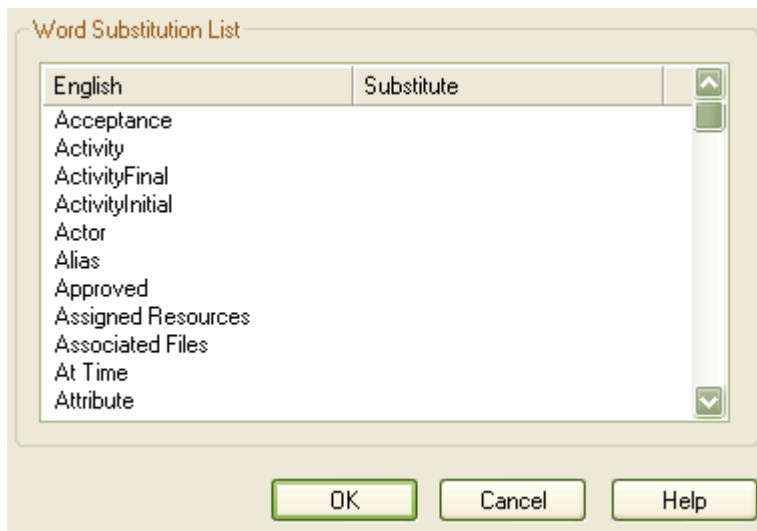 Word Substitution List
English Substitute
Acceptance
Activity
ActivityFinal
ActivityInitial
Actor
Alias
Approved
Assigned Resources
Associated Files
At Time
Attribute
OK Cancel Help